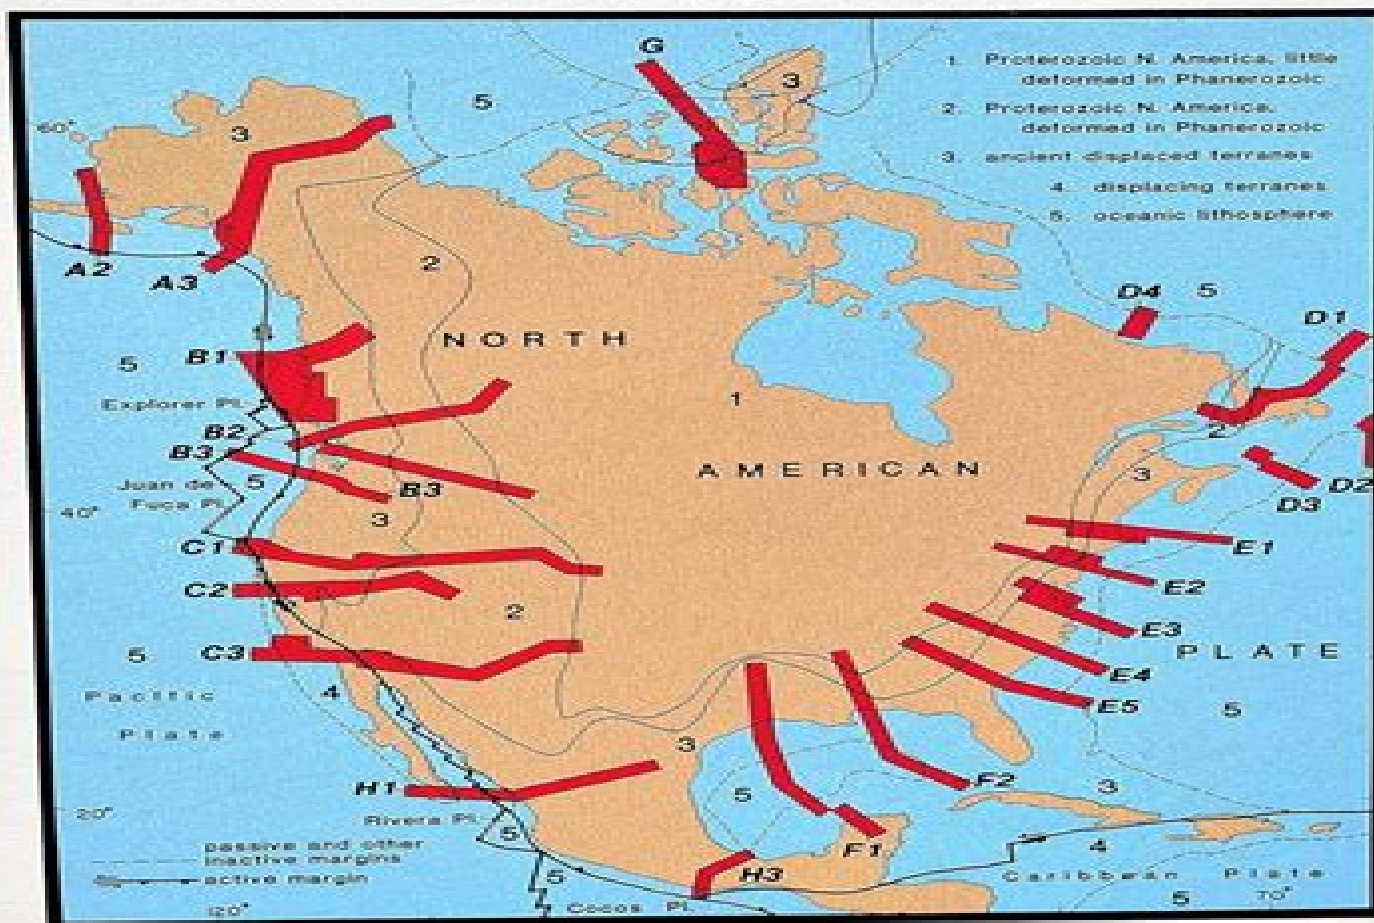 G
1. Proterozoic N. America, little
deformed in Phanerozoic
2. Proterozoic N. America,
deformed in Phanerozoic
3. ancient displaced terranes
4. displacing terranes
5. oceanic lithosphere
3
5
60°
3
A2
A3
2
D4
5
D1
NORTH
5
B1
5
Explorer Pl.
1
B2
2
B3
AMERICAN
3
Juan de
Fuca Pl.
5
B3
D2
D3
40°
3
C1
E1
C2
E2
2
E3
5
C3
PLATE
E4
4
Pacific
E5
5
Plate
3
H1
5
F2
3
20°
Rivera Pl.
5
passive and other
inactive margins
F1
4
active margin
5
H3
Caribbean Plate
5
70°
120°
Cocos Pl.